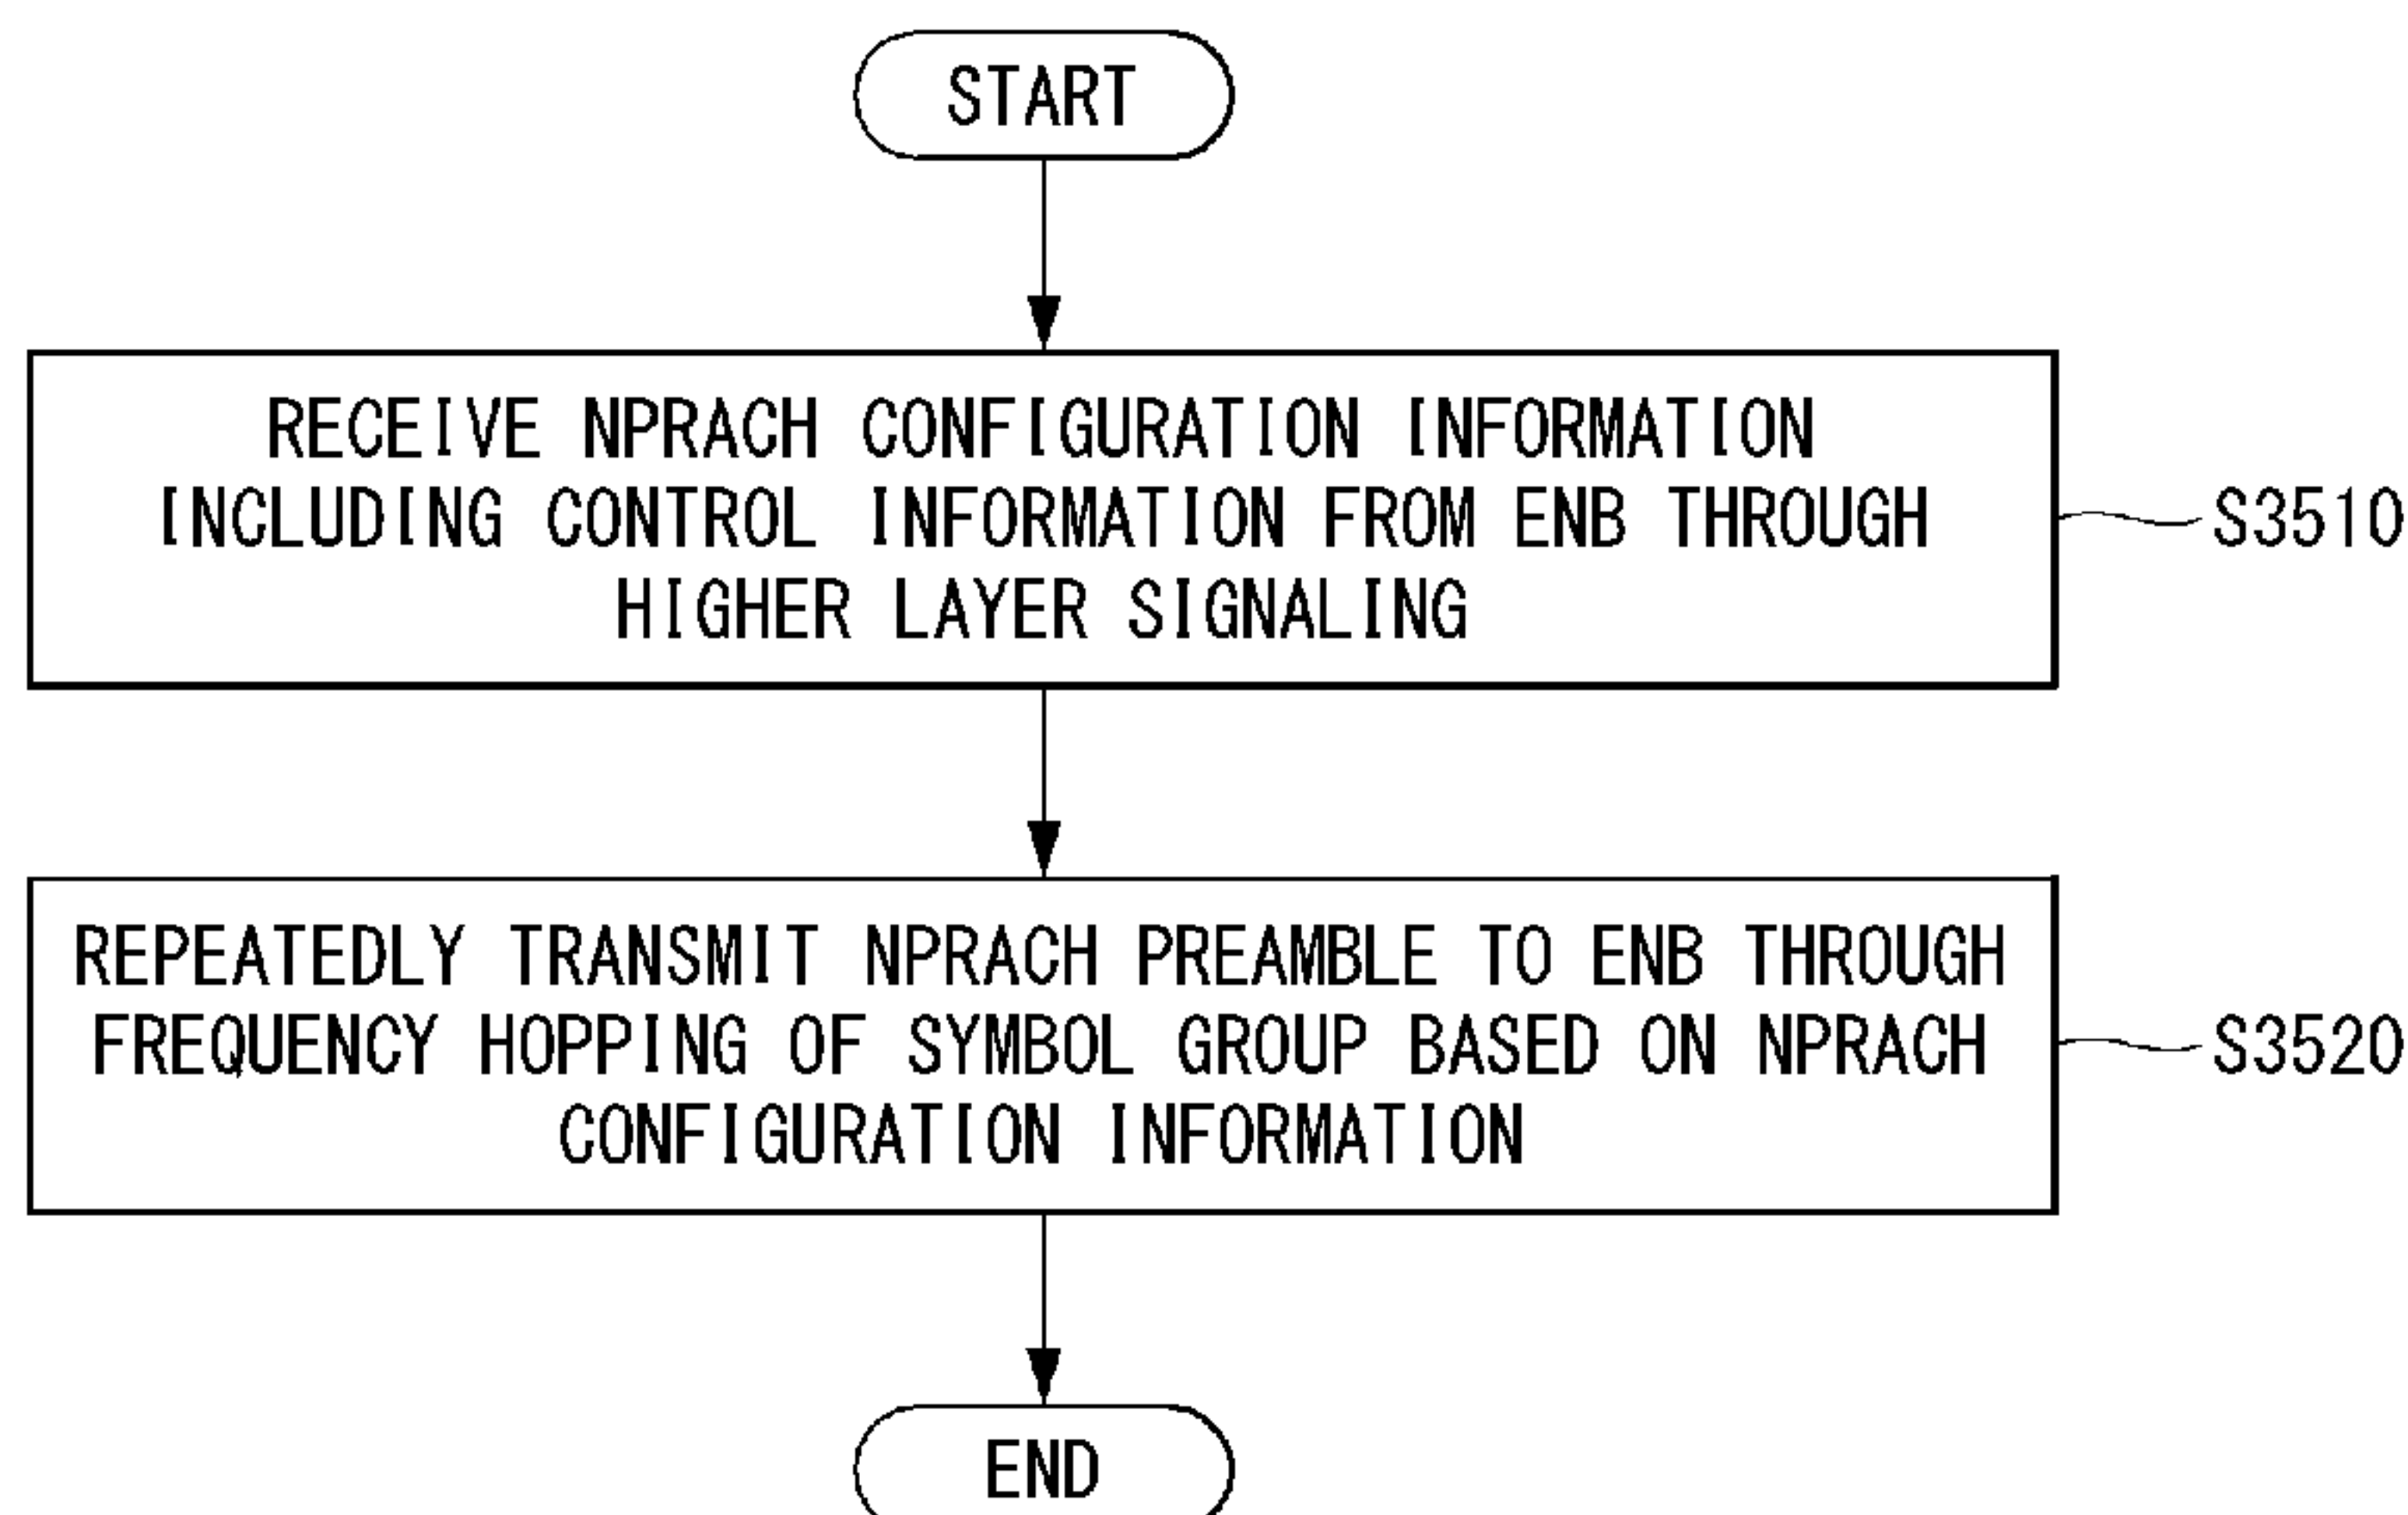 START
RECEIVE NPRACH CONFIGURATION INFORMATION
INCLUDING CONTROL INFORMATION FROM ENB THROUGH
HIGHER LAYER SIGNALING
S3510
REPEATEDLY TRANSMIT NPRACH PREAMBLE TO ENB THROUGH
FREQUENCY HOPPING OF SYMBOL GROUP BASED ON NPRACH
CONFIGURATION INFORMATION
S3520
END